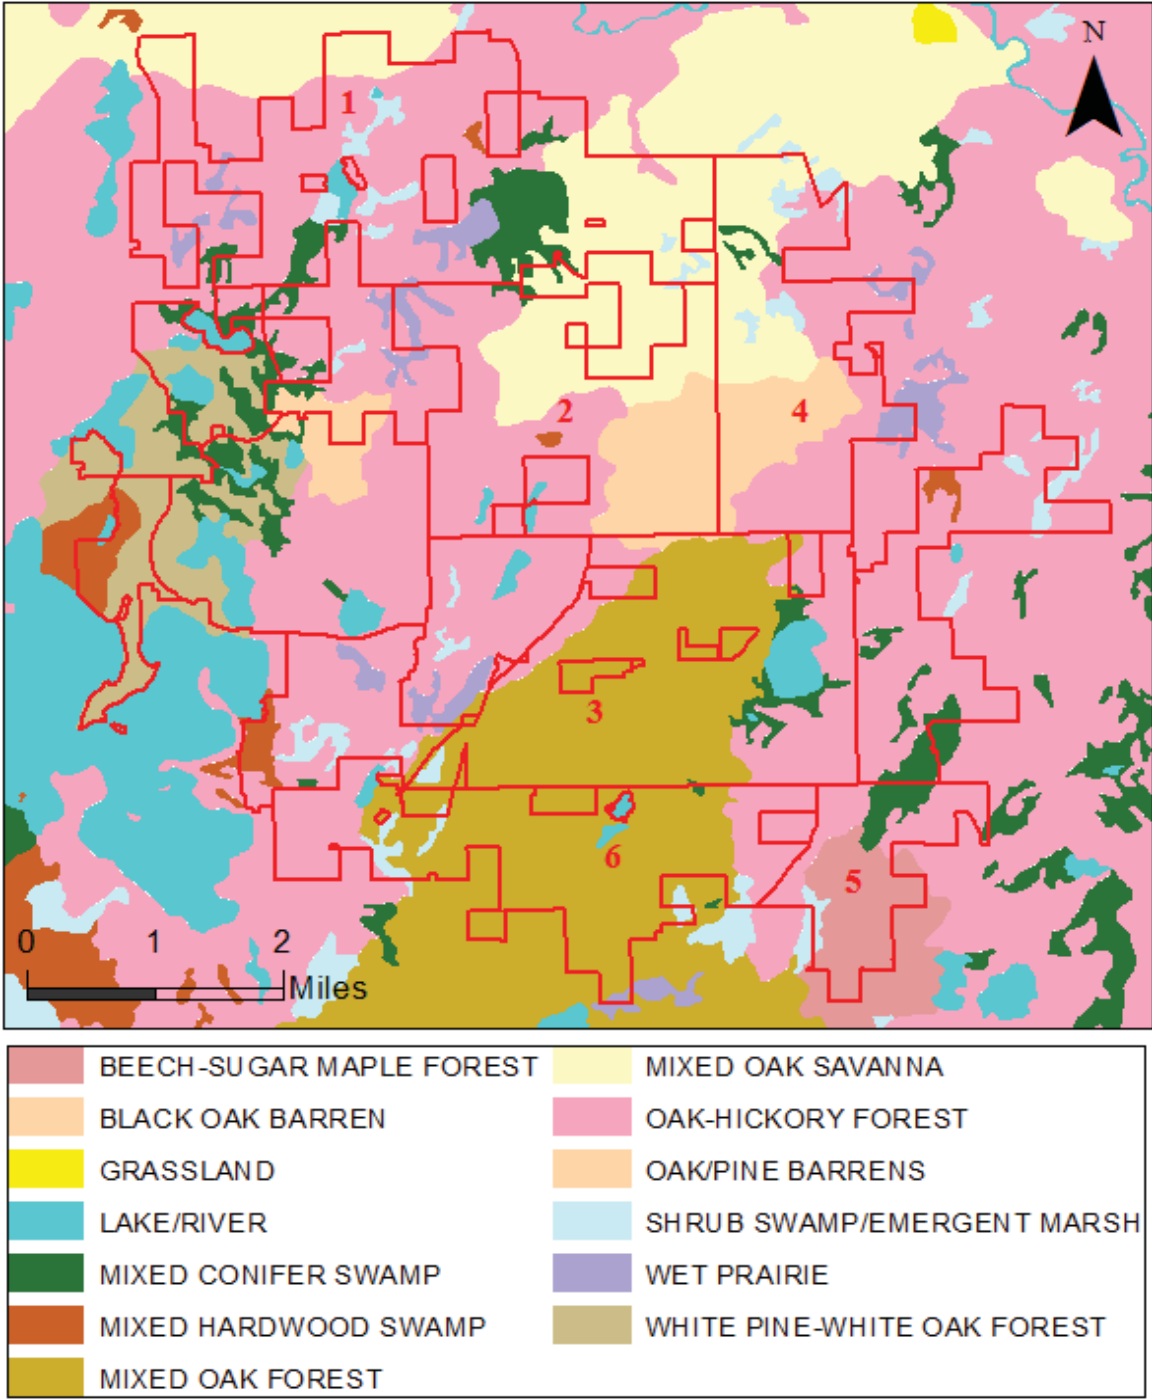 N
1
2
4
3
6
5
0 1 2
Miles
BEECH-SUGAR MAPLE FOREST
BLACK OAK BARREN
GRASSLAND
LAKE/RIVER
MIXED CONIFER SWAMP
MIXED HARDWOOD SWAMP
MIXED OAK FOREST
MIXED OAK SAVANNA
OAK-HICKORY FOREST
OAK/PINE BARRENS
SHRUB SWAMP/EMERGENT MARSH
WET PRAIRIE
WHITE PINE-WHITE OAK FOREST